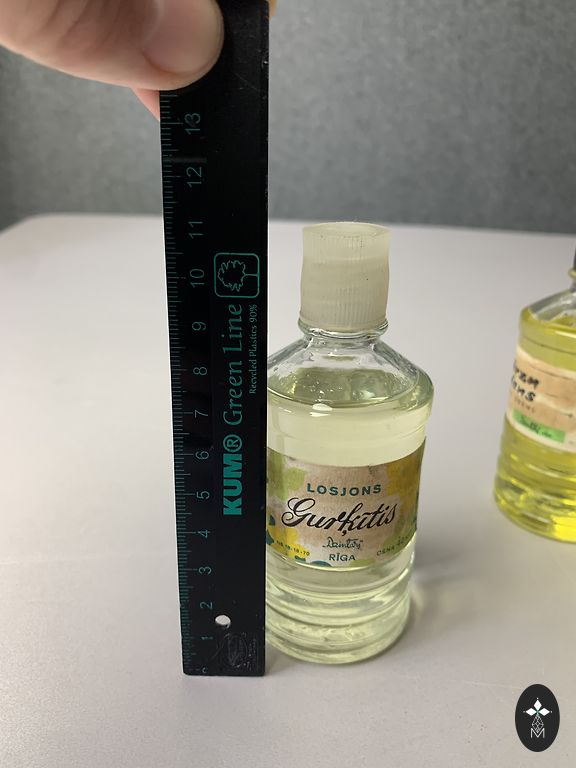 13
12
11
10
9
8
7
6
5
4
3
2
1
KUM® Green Line
Recycled Plastics 90%
LOSJONS
Gurķītis
"Dzintars"
RĪGA
M